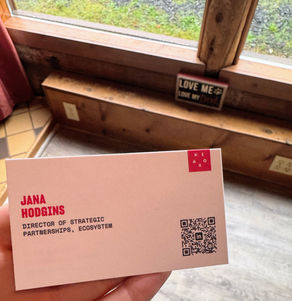 LOVE ME
LOVE MY
JANA
HODGINS
DIRECTOR OF STRATEGIC
PARTNERSHIPS, ECOSYSTEM